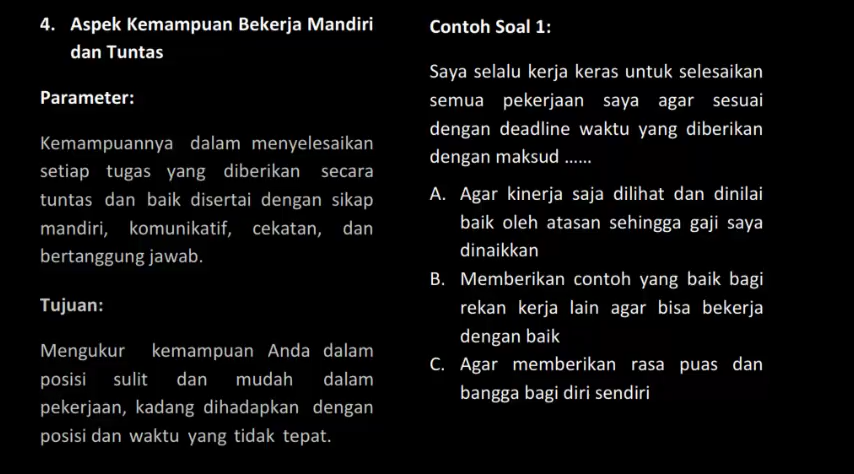 4. Aspek Kemampuan Bekerja Mandiri
dan Tuntas
Parameter:
Kemampuannya dalam menyelesaikan
setiap tugas yang diberikan secara
tuntas dan baik disertai dengan sikap
mandiri, komunikatif, cekatan, dan
bertanggung jawab.
Tujuan:
Mengukur kemampuan Anda dalam
posisi sulit dan mudah dalam
pekerjaan, kadang dihadapkan dengan
posisi dan waktu yang tidak tepat.
Contoh Soal 1:
Saya selalu kerja keras untuk selesaikan
semua pekerjaan saya agar sesuai
dengan deadline waktu yang diberikan
dengan maksud ......
A. Agar kinerja saja dilihat dan dinilai
baik oleh atasan sehingga gaji saya
dinaikkan
B. Memberikan contoh yang baik bagi
rekan kerja lain agar bisa bekerja
dengan baik
C. Agar memberikan rasa puas dan
bangga bagi diri sendiri